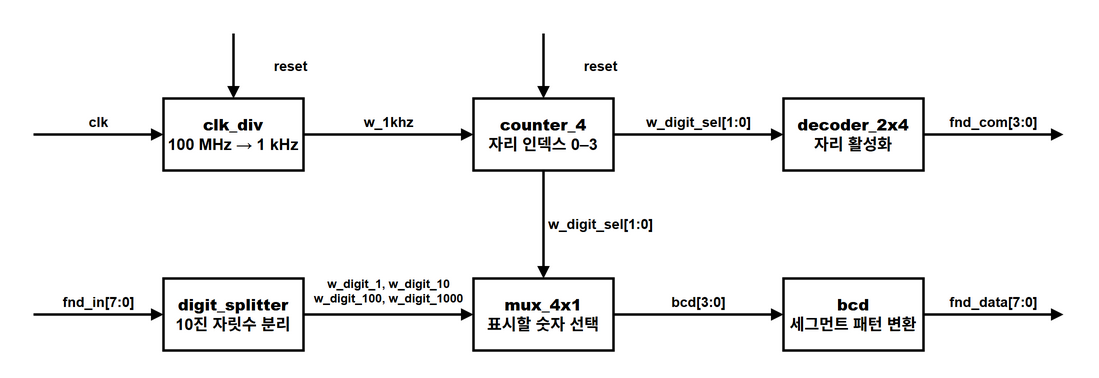 reset
reset
clk
clk_div
100 MHz → 1 kHz
w_1khz
counter_4
자리 인덱스 0–3
w_digit_sel[1:0]
decoder_2x4
자리 활성화
fnd_com[3:0]
w_digit_sel[1:0]
fnd_in[7:0]
digit_splitter
10진 자릿수 분리
w_digit_1, w_digit_10
w_digit_100, w_digit_1000
mux_4x1
표시할 숫자 선택
bcd[3:0]
bcd
세그먼트 패턴 변환
fnd_data[7:0]